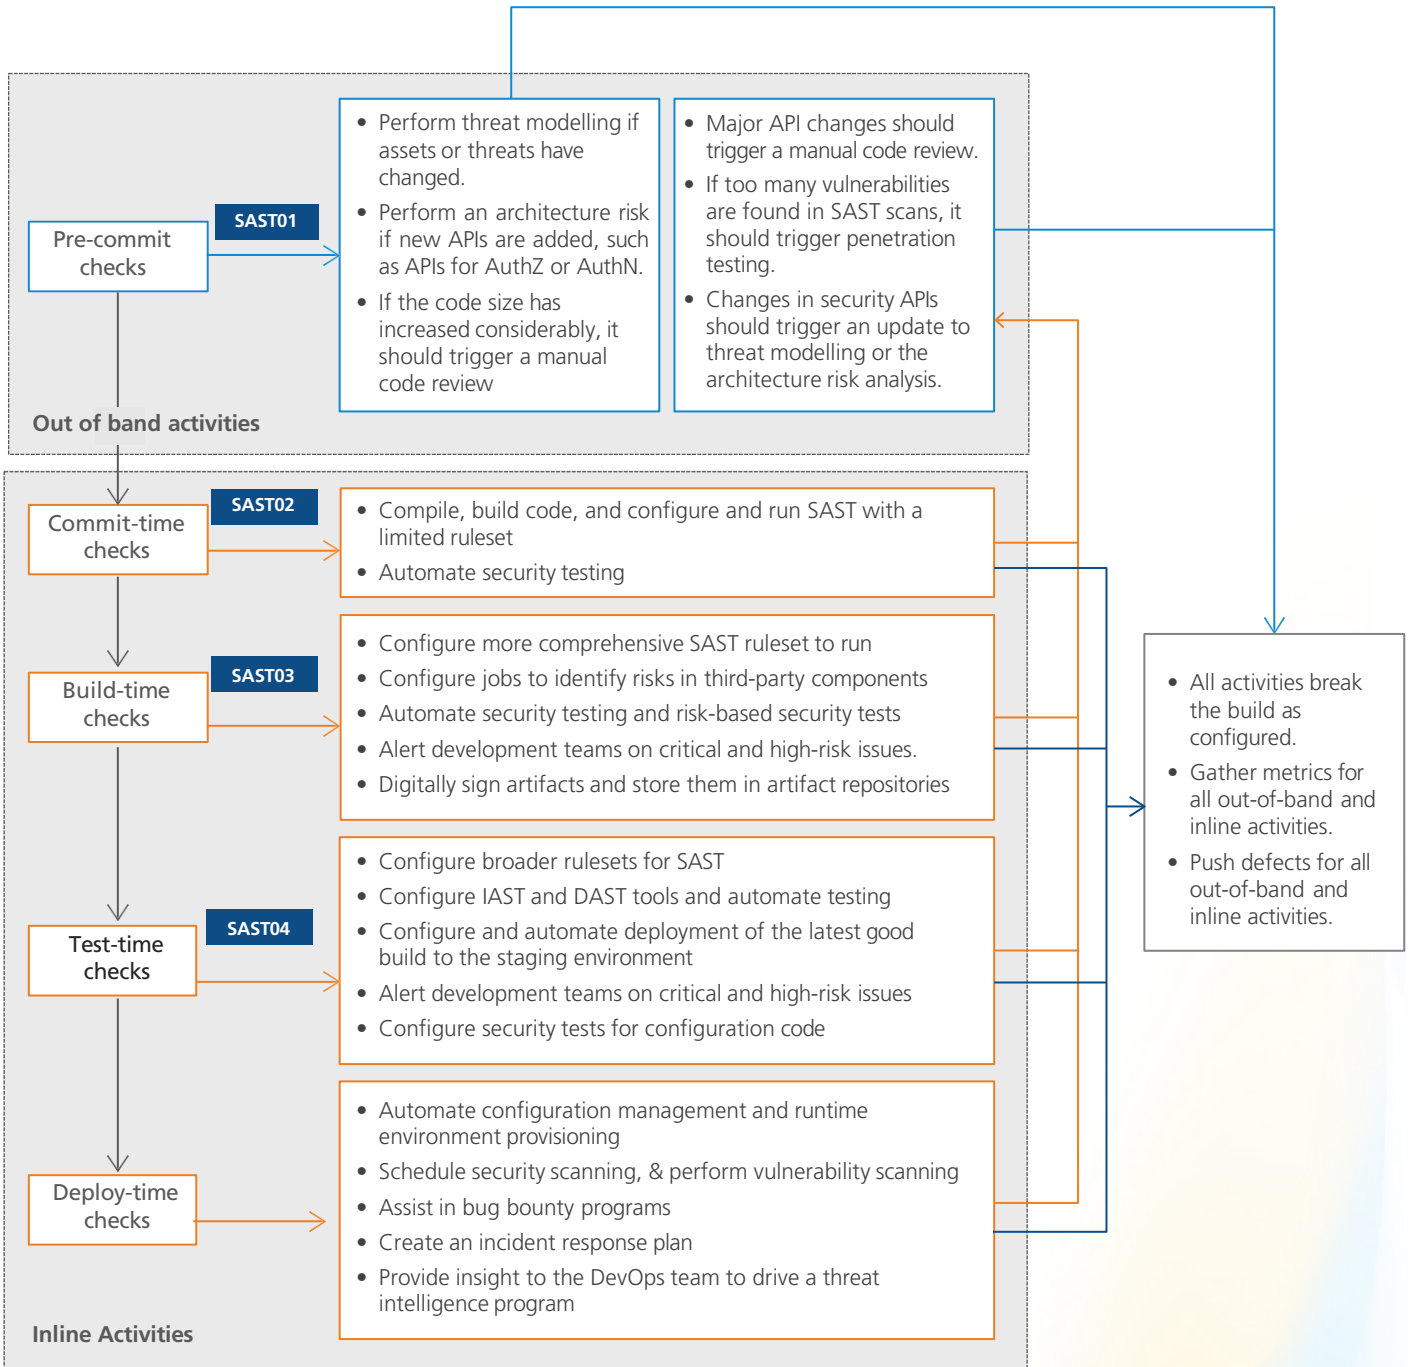 SAST01
Pre-commit
checks
• Perform threat modelling if
assets or threats have
changed.
• Perform an architecture risk
if new APIs are added, such
as APIs for AuthZ or AuthN.
• If the code size has
increased considerably, it
should trigger a manual
code review
• Major API changes should
trigger a manual code review.
• If too many vulnerabilities
are found in SAST scans, it
should trigger penetration
testing.
• Changes in security APIs
should trigger an update to
threat modelling or the
architecture risk analysis.
Out of band activities
SAST02
Commit-time
checks
• Compile, build code, and configure and run SAST with a
limited ruleset
• Automate security testing
SAST03
Build-time
checks
• Configure more comprehensive SAST ruleset to run
• Configure jobs to identify risks in third-party components
• Automate security testing and risk-based security tests
• Alert development teams on critical and high-risk issues.
• Digitally sign artifacts and store them in artifact repositories
SAST04
Test-time
checks
• Configure broader rulesets for SAST
• Configure IAST and DAST tools and automate testing
• Configure and automate deployment of the latest good
build to the staging environment
• Alert development teams on critical and high-risk issues
• Configure security tests for configuration code
Deploy-time
checks
• Automate configuration management and runtime
environment provisioning
• Schedule security scanning, & perform vulnerability scanning
• Assist in bug bounty programs
• Create an incident response plan
• Provide insight to the DevOps team to drive a threat
intelligence program
Inline Activities
• All activities break
the build as
configured.
• Gather metrics for
all out-of-band and
inline activities.
• Push defects for all
out-of-band and
inline activities.